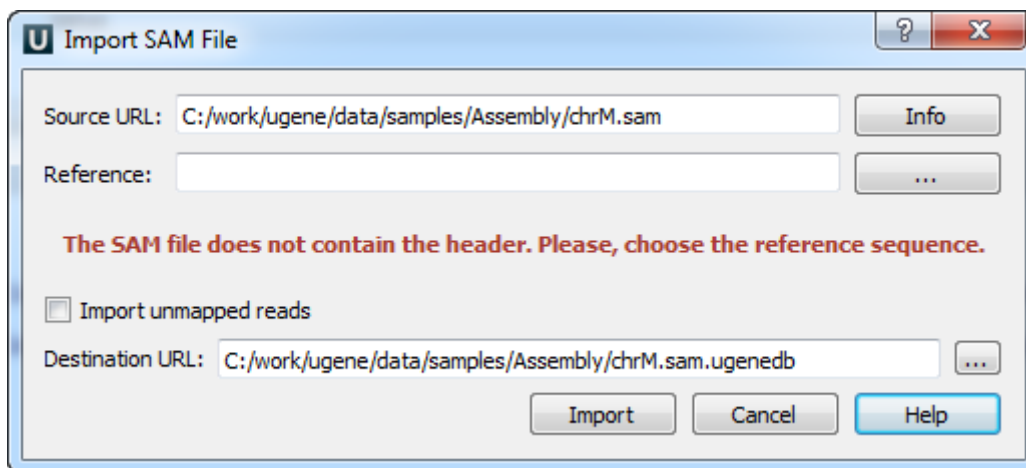 U Import SAM File ? X
Source URL: C:/work/ugene/data/samples/Assembly/chrM.sam Info
Reference: ...
The SAM file does not contain the header. Please, choose the reference sequence.
Import unmapped reads
Destination URL: C:/work/ugene/data/samples/Assembly/chrM.sam.ugenedb ...
Import Cancel Help